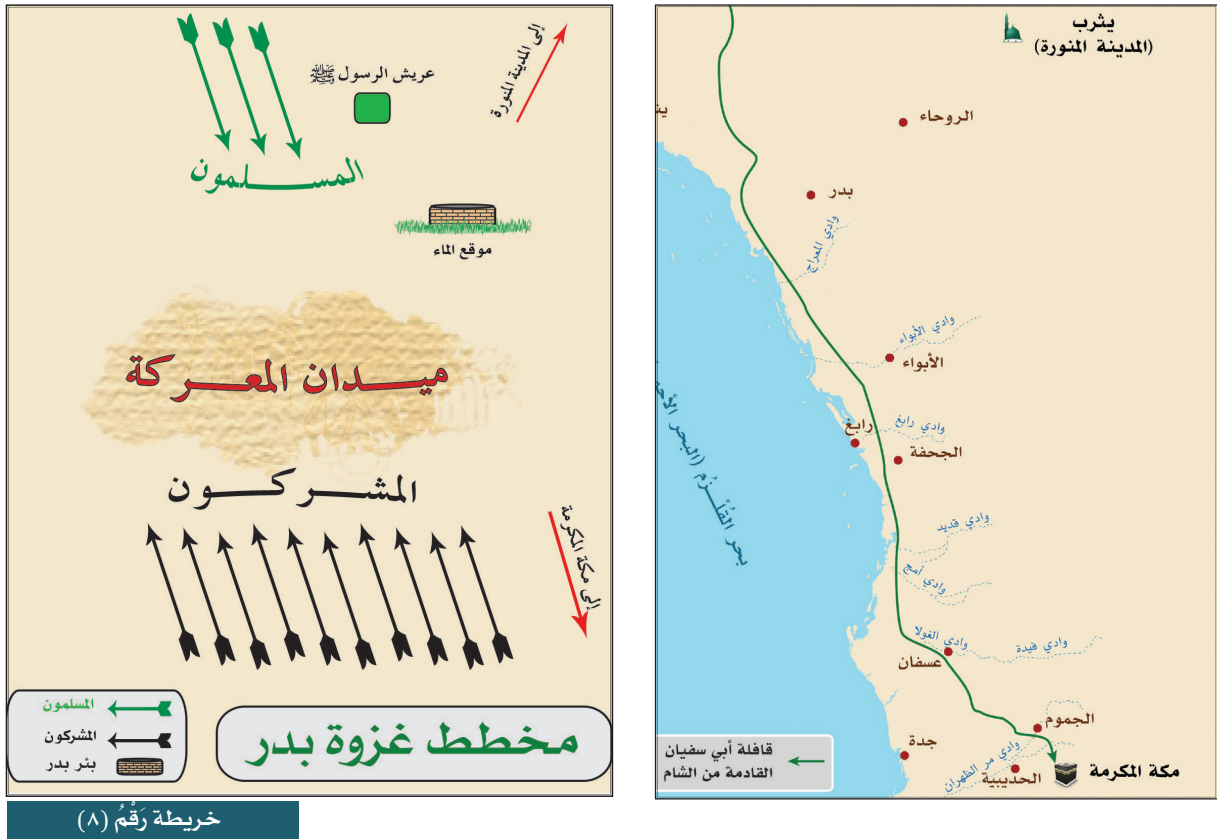 يثرب
(المدينة المنورة)
الروحاء
ين
بدر
وادي المعراج
وادي الأبواء
الأبواء
رابغ
وادي رابغ
الجحفة
بحر القُلْزُم (البحر الأحمـ
وادي قديد
وادي أمج
وادي الغولا
وادي فيدة
عسفان
الجموم
جدة
وادي مر الظهران
الحديبية
مكة المكرمة
قافلة أبي سفيان
القادمة من الشام
إلى المدينة المنورة
عريش الرسول ﷺ
المسلمون
موقع الماء
ميدان المعركة
المشركون
إلى مكة المكرمة
المسلمون
المشركون
بئر بدر
مخطط غزوة بدر
خريطة رَقْمُ (٨)